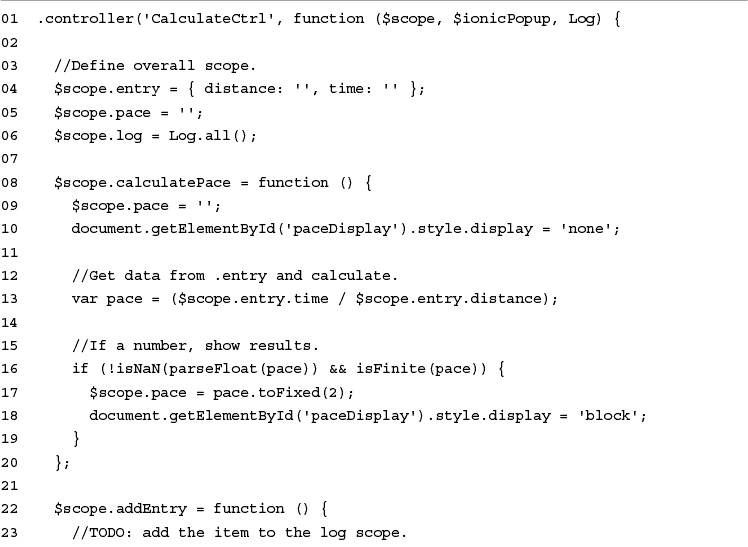 01  .controller('CalculateCtrl', function ($scope, $ionicPopup, Log) {
02
03    //Define overall scope.
04    $scope.entry = { distance: '', time: '' };
05    $scope.pace = '';
06    $scope.log = Log.all();
07
08    $scope.calculatePace = function () {
09      $scope.pace = '';
10      document.getElementById('paceDisplay').style.display = 'none';
11
12      //Get data from .entry and calculate.
13      var pace = ($scope.entry.time / $scope.entry.distance);
14
15      //If a number, show results.
16      if (!isNaN(parseFloat(pace)) && isFinite(pace)) {
17        $scope.pace = pace.toFixed(2);
18        document.getElementById('paceDisplay').style.display = 'block';
19      }
20    };
21
22    $scope.addEntry = function () {
23      //TODO: add the item to the log scope.